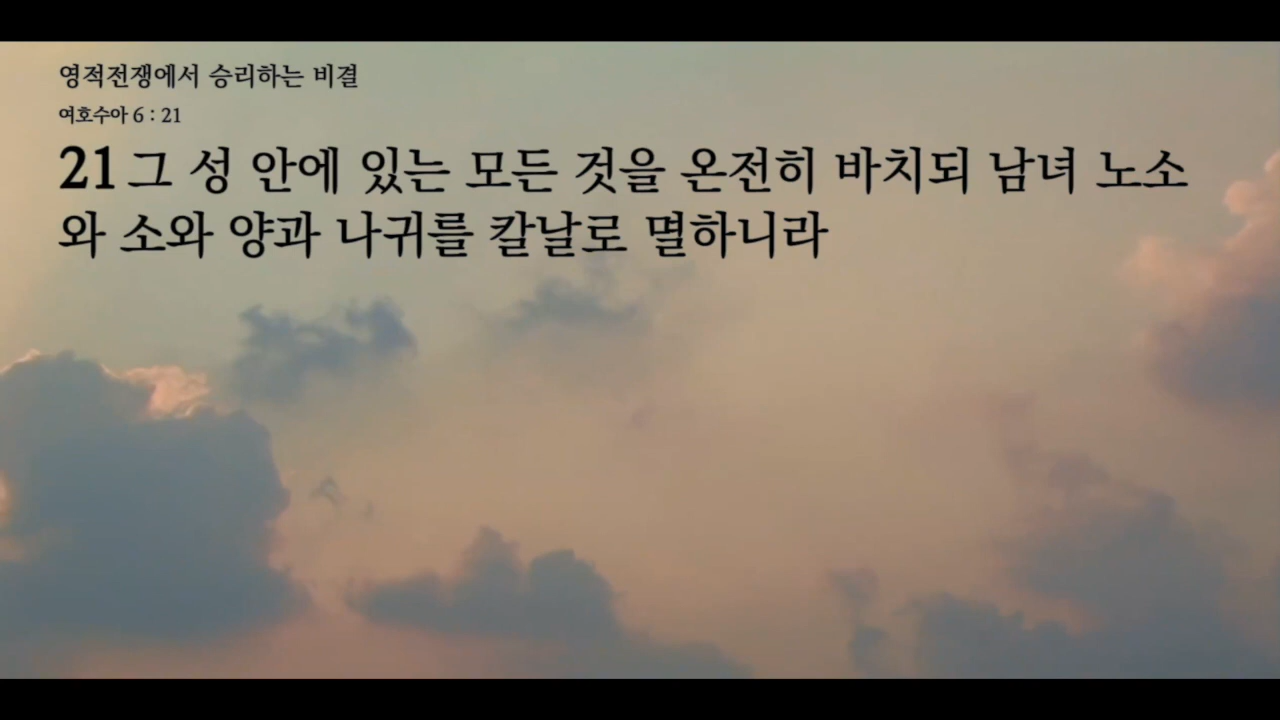 영적전쟁에서 승리하는 비결
여호수아 6 : 21
21 그 성 안에 있는 모든 것을 온전히 바치되 남녀 노소
와 소와 양과 나귀를 칼날로 멸하니라